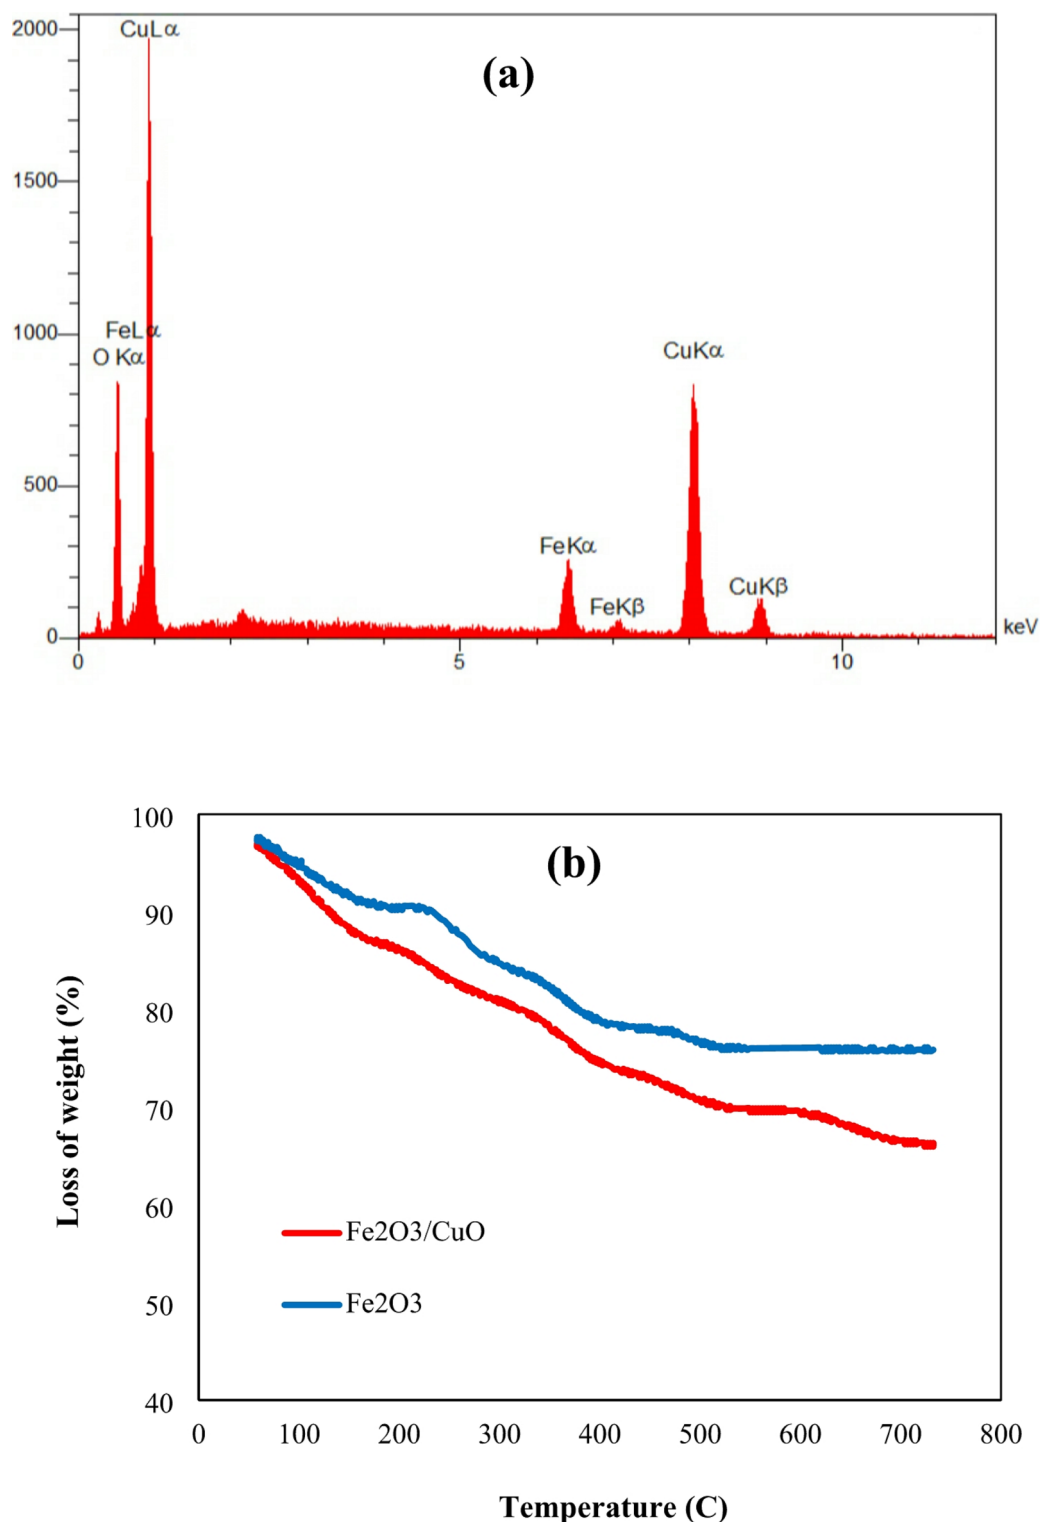 2000
CuLα
(a)
1500
1000
FeLα
O Kα
CuKα
500
FeKα
FeKβ
CuKβ
0
keV
0
5
10
100
(b)
90
80
70
60
50
40
Loss of weight (%)
Fe2O3/CuO
Fe2O3
0 100 200 300 400 500 600 700 800
Temperature (C)